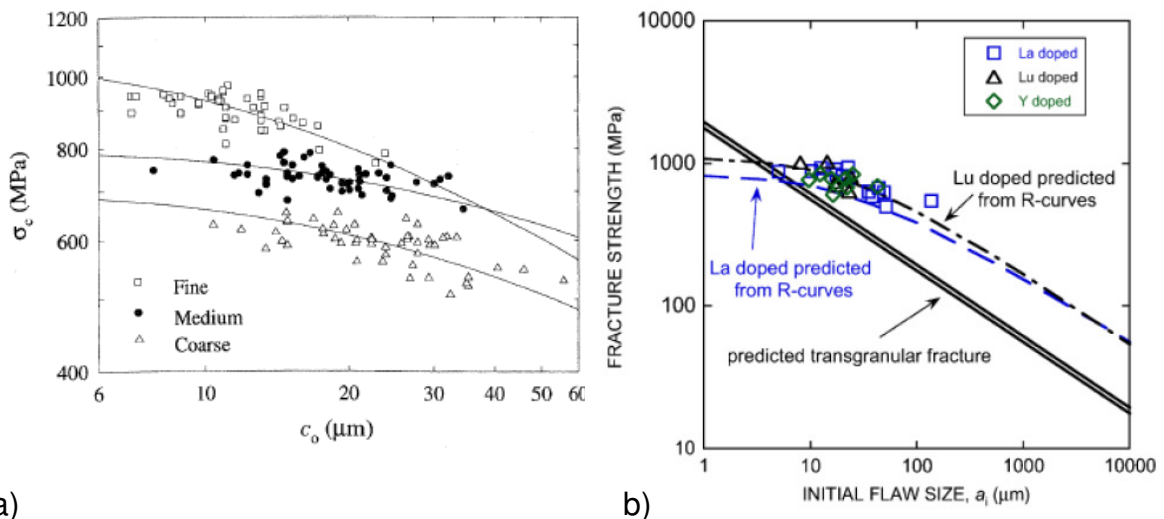 1200
1000
800
600
400
σc (MPa)
Fine
Medium
Coarse
6
10
20
30
40
50
60
co (μm)
a)
10000
1000
100
10
FRACTURE STRENGTH (MPa)
La doped
Lu doped
Y doped
Lu doped predicted
from R-curves
La doped predicted
from R-curves
predicted transgranular fracture
1
10
100
1000
10000
INITIAL FLAW SIZE, ai (μm)
b)